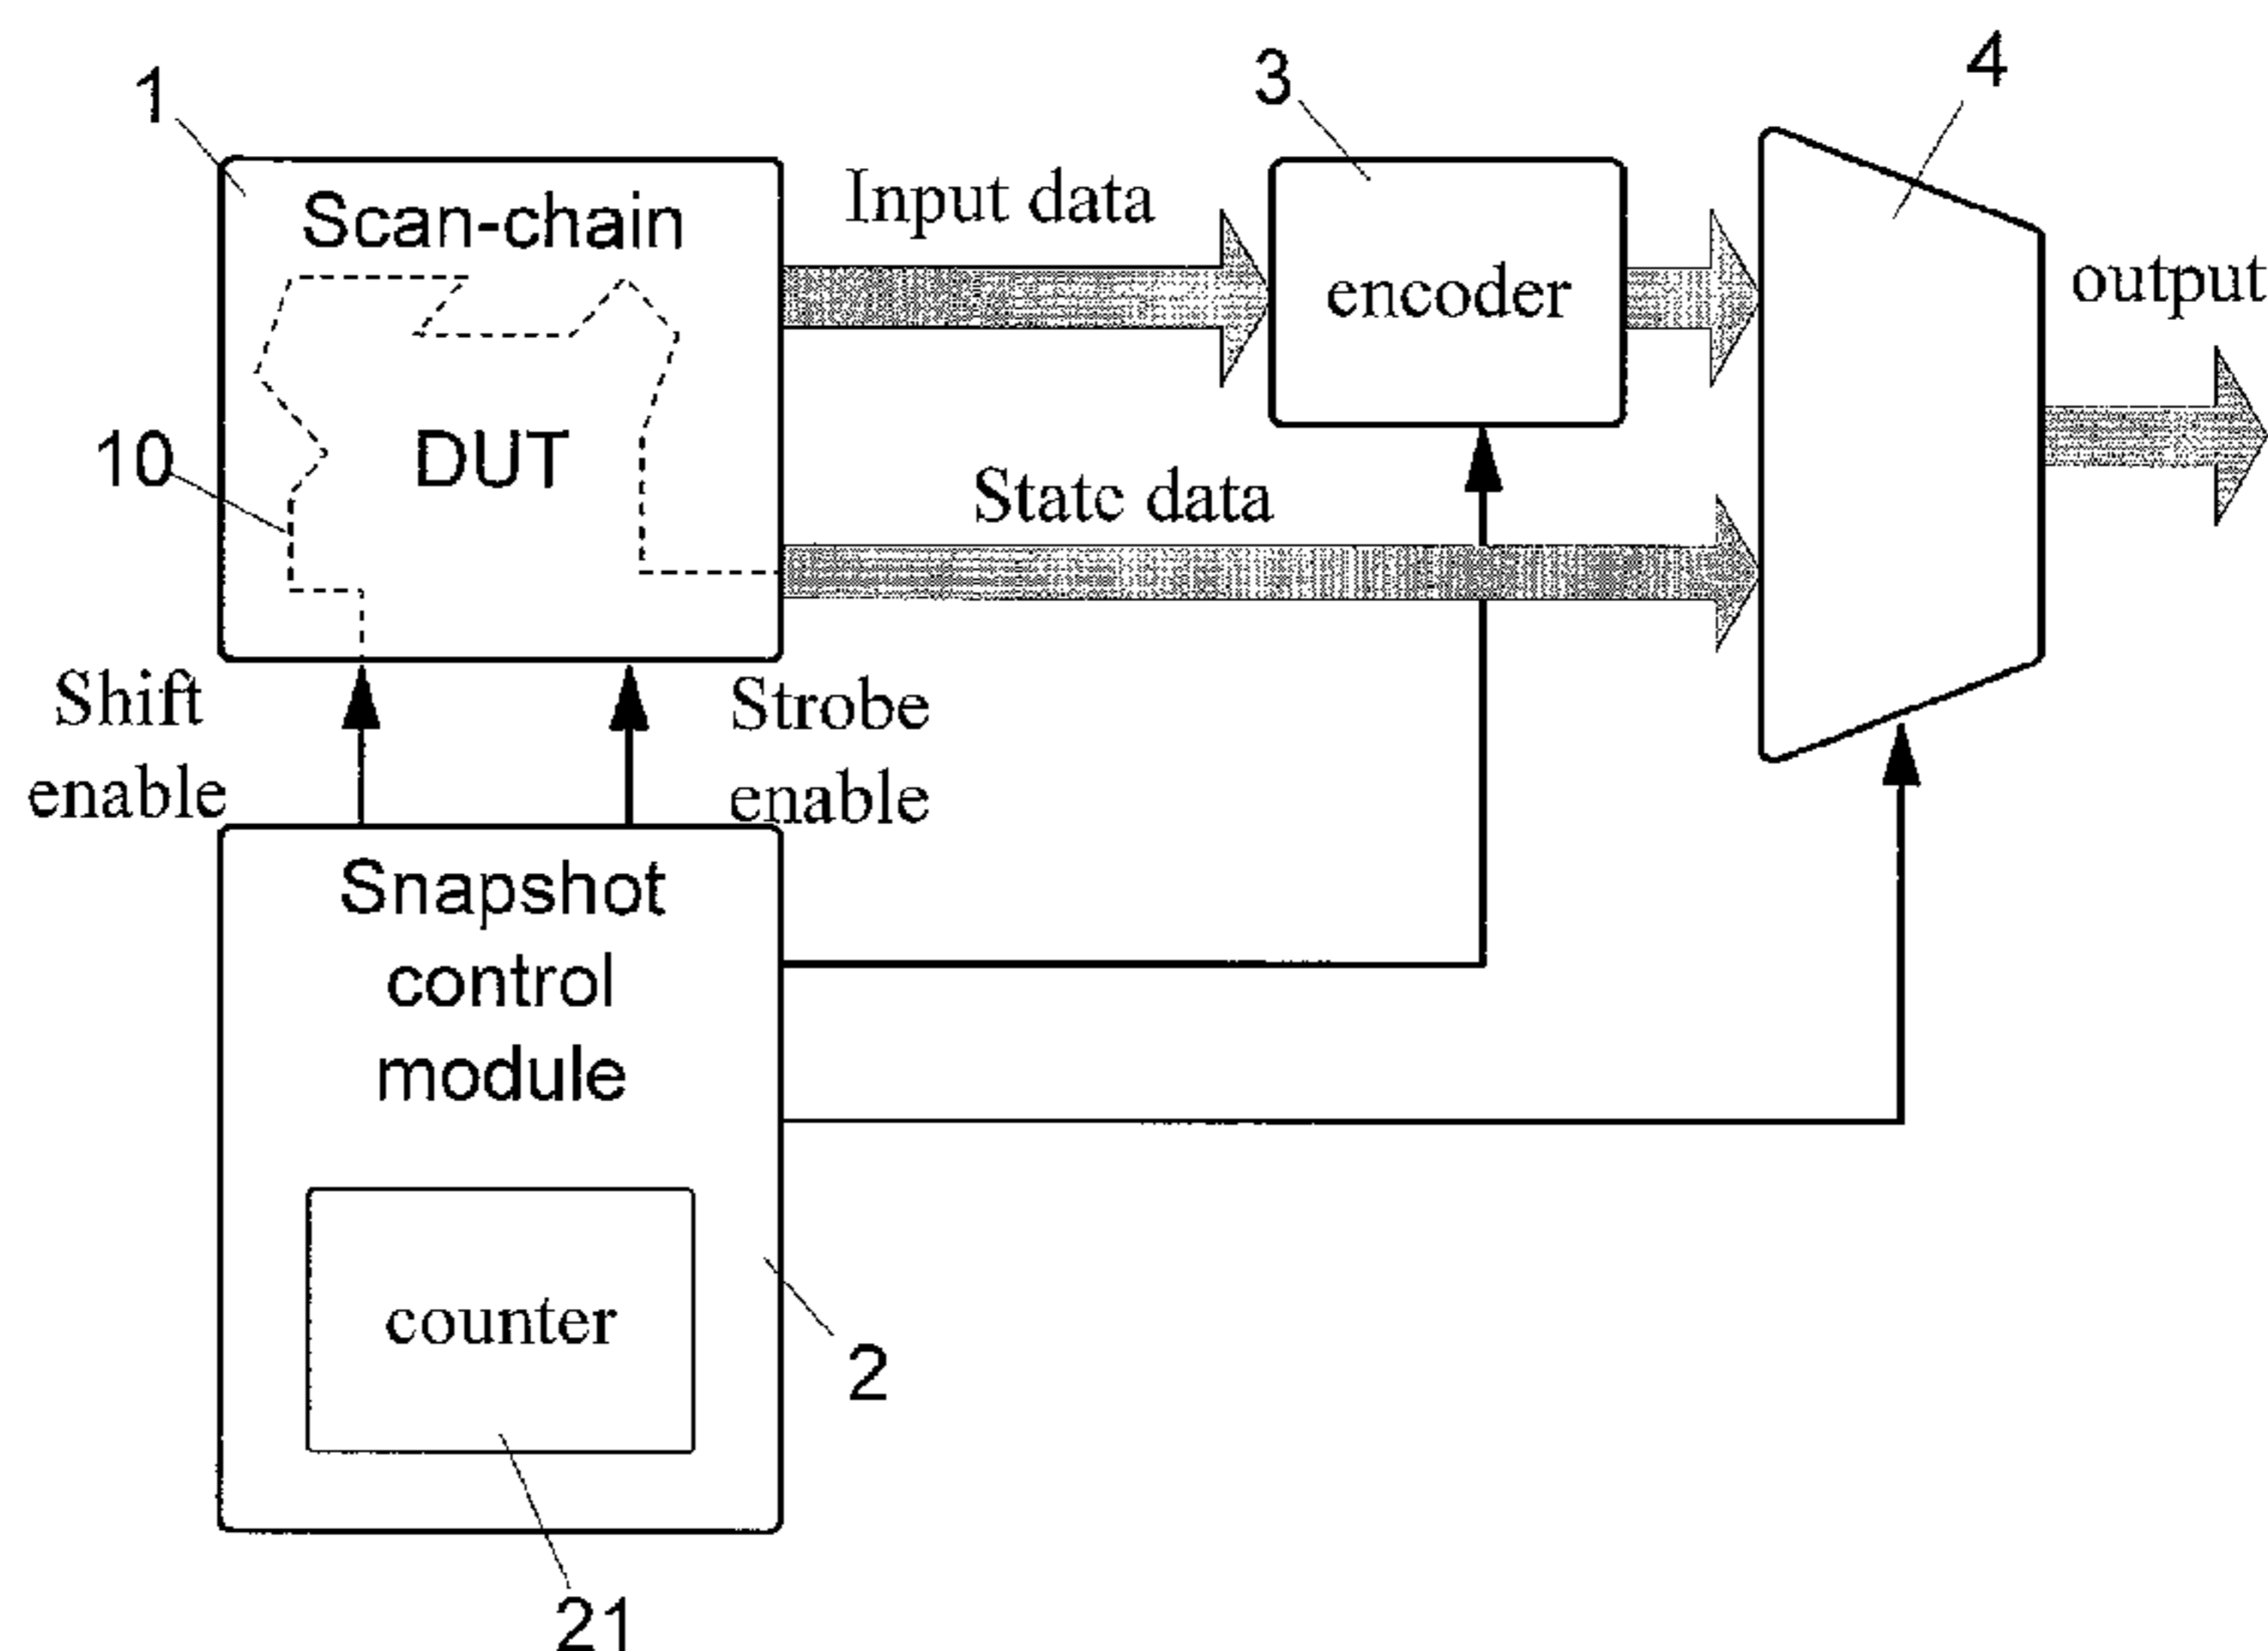 1
3
4
Scan-chain
Input data
encoder
output
10
DUT
State data
Shift
enable
Strobe
enable
Snapshot
control
module
counter
2
21